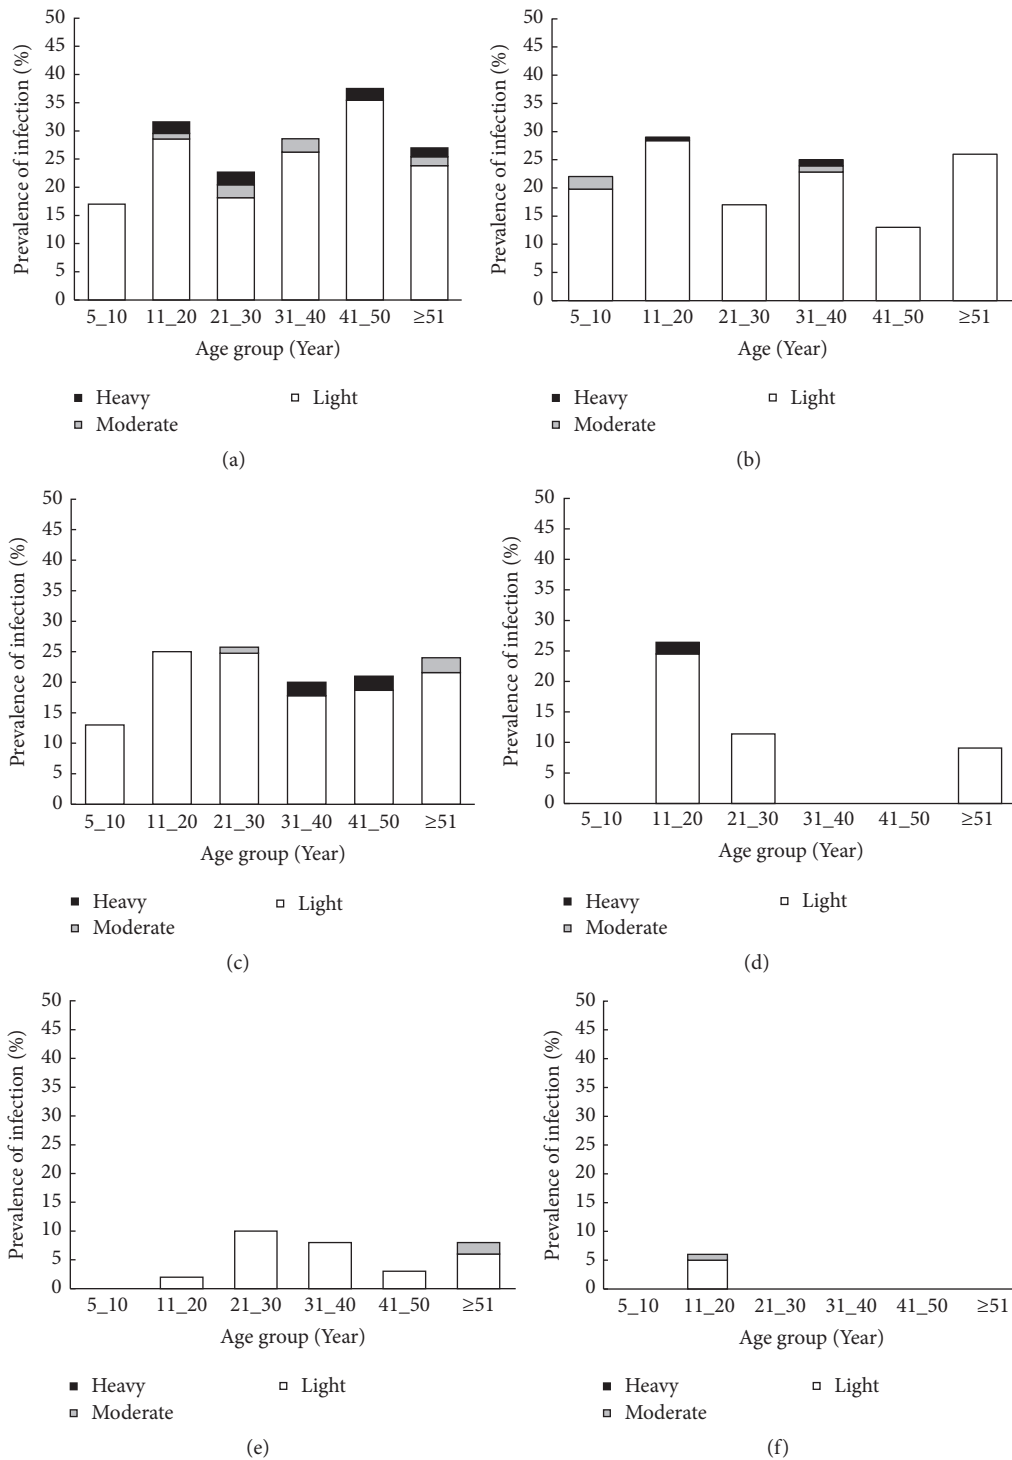 Prevalence of infection (%)
50
45
40
35
30
25
20
15
10
5
0
5_10 11_20 21_30 31_40 41_50 ≥51
Age group (Year)
Heavy Light
Moderate
(a)
Prevalence of infection (%)
50
45
40
35
30
25
20
15
10
5
0
5_10 11_20 21_30 31_40 41_50 ≥51
Age (Year)
Heavy Light
Moderate
(b)
Prevalence of infection (%)
50
45
40
35
30
25
20
15
10
5
0
5_10 11_20 21_30 31_40 41_50 ≥51
Age group (Year)
Heavy Light
Moderate
(c)
Prevalence of infection (%)
50
45
40
35
30
25
20
15
10
5
0
5_10 11_20 21_30 31_40 41_50 ≥51
Age group (Year)
Heavy Light
Moderate
(d)
Prevalence of infection (%)
50
45
40
35
30
25
20
15
10
5
0
5_10 11_20 21_30 31_40 41_50 ≥51
Age group (Year)
Heavy Light
Moderate
(e)
Prevalence of infection (%)
50
45
40
35
30
25
20
15
10
5
0
5_10 11_20 21_30 31_40 41_50 ≥51
Age group (Year)
Heavy Light
Moderate
(f)